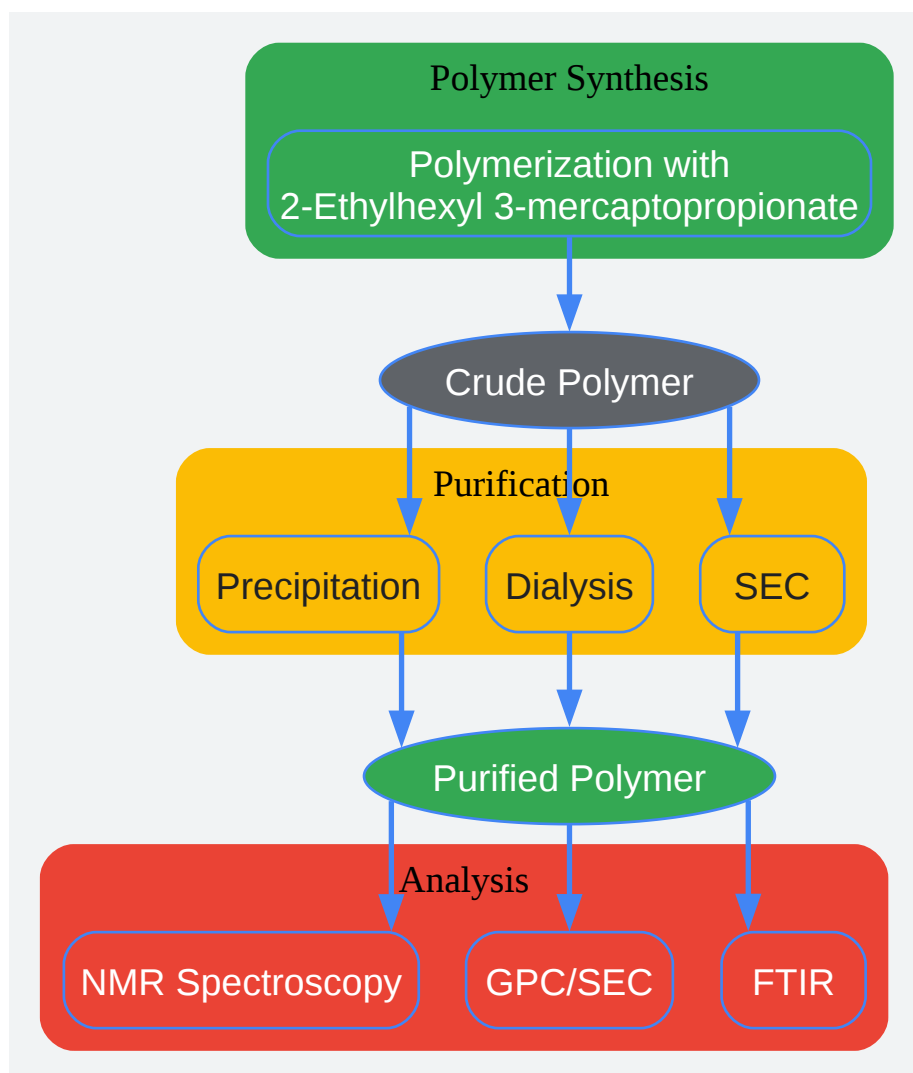 Polymer Synthesis
Polymerization with
2-Ethylhexyl 3-mercaptopropionate
Crude Polymer
Purification
Precipitation
Dialysis
SEC
Purified Polymer
Analysis
NMR Spectroscopy
GPC/SEC
FTIR